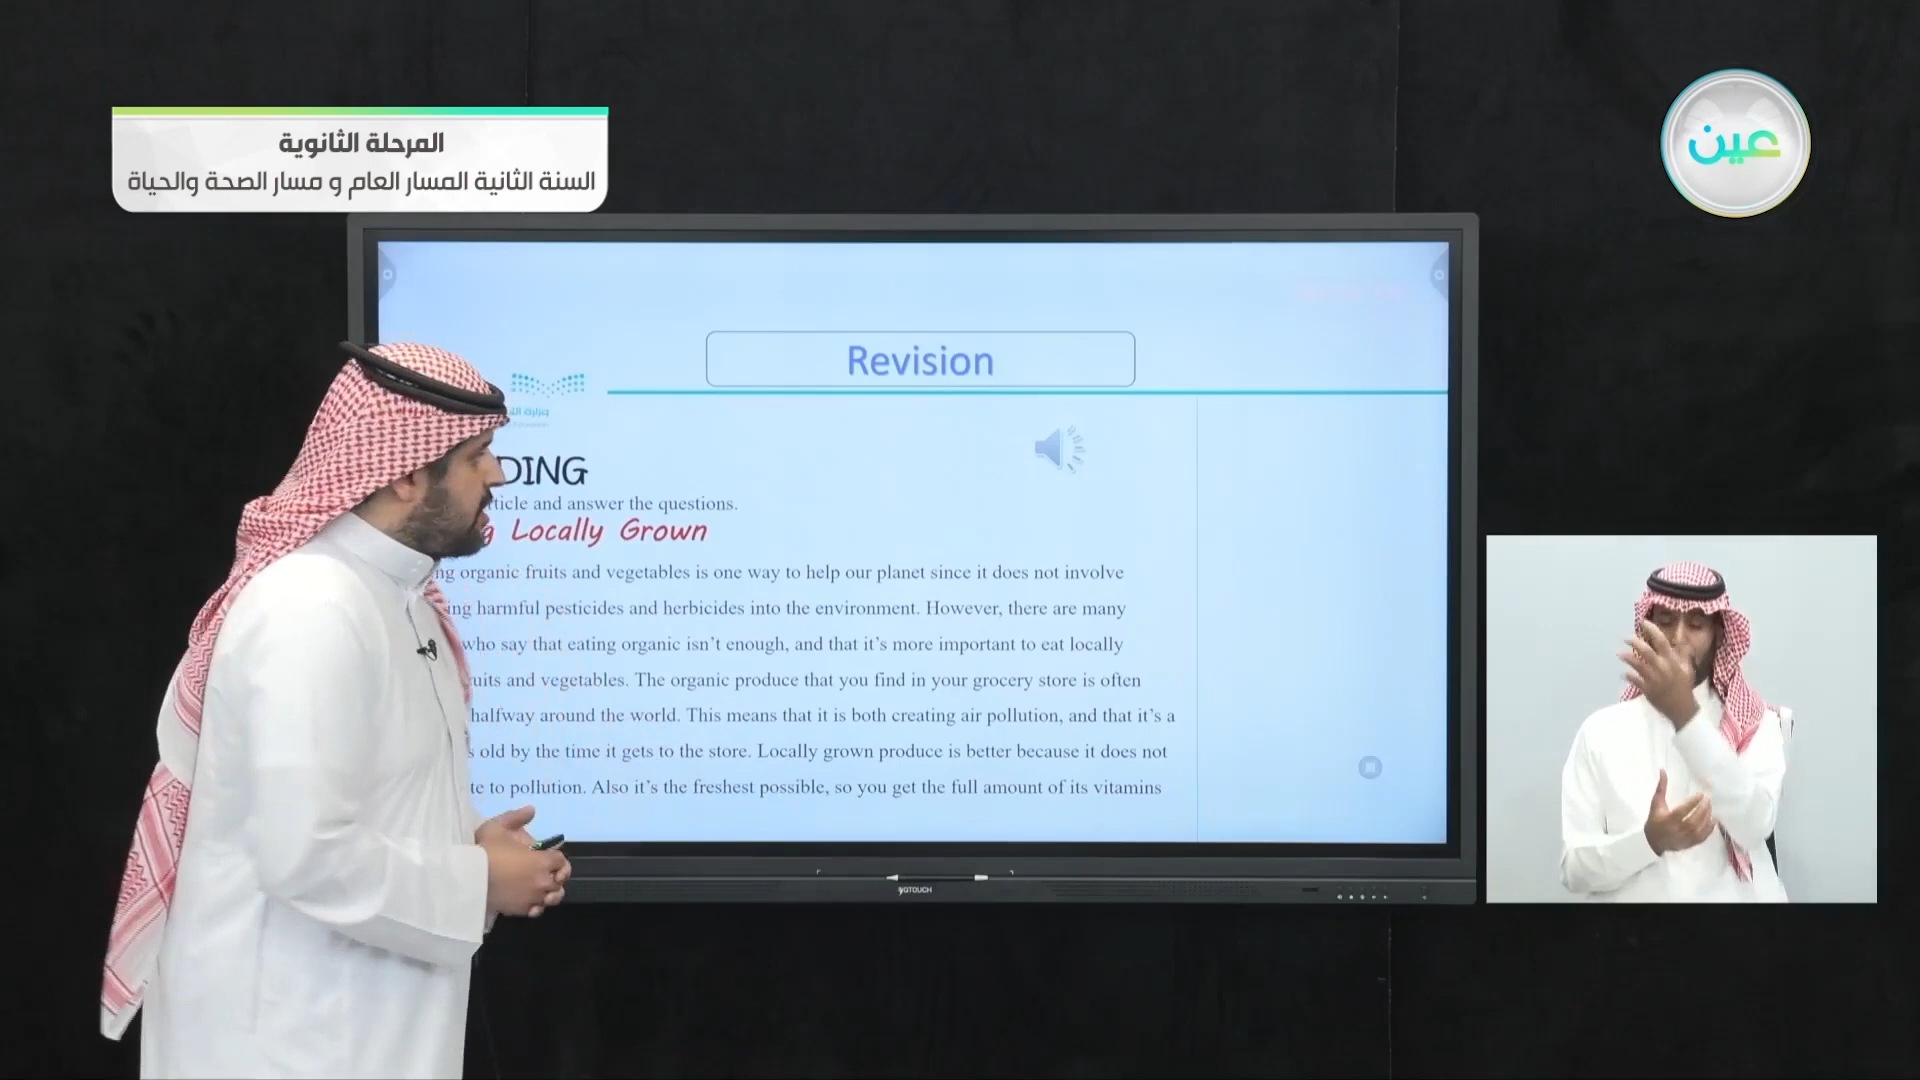 المرحلة الثانوية
السنة الثانية المسار العام و مسار الصحة والحياة
عين
Revision
DING
and answer the questions.
Locally Grown
organic fruits and vegetables is one way to help our planet since it does not involve
harmful pesticides and herbicides into the environment. However, there are many
who say that eating organic isn't enough, and that it's more important to eat locally
and vegetables. The organic produce that you find in your grocery store is often
halfway around the world. This means that it is both creating air pollution, and that it's a
old by the time it gets to the store. Locally grown produce is better because it does not
to pollution. Also it's the freshest possible, so you get the full amount of its vitamins